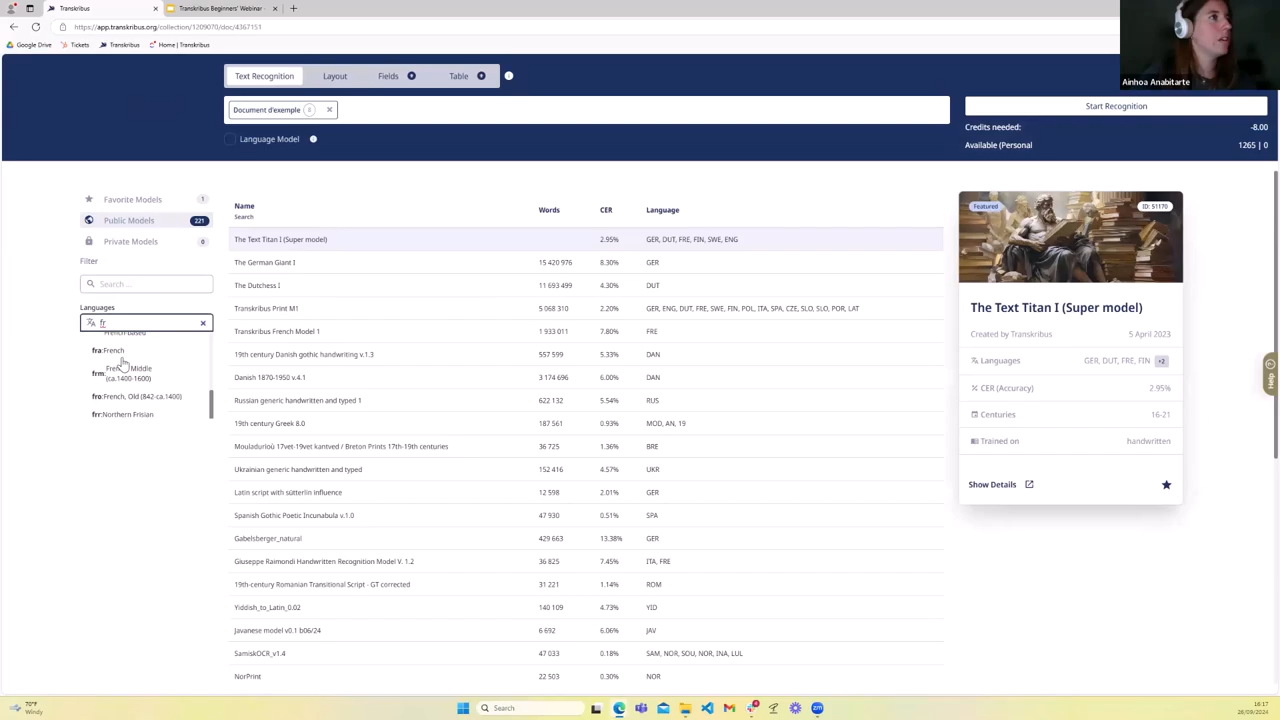 Transkribus
Transkribus Beginners' Webinar -
https://app.transkribus.org/collection/1209070/doc/4367151
Google Drive
Tickets
Transkribus
Home | Transkribus
Ainhoa Anabitarte
Text Recognition
Layout
Fields
Table
Document d'exemple
Start Recognition
Language Model
Credits needed:
-8.00
Available (Personal
1265 | 0
Favorite Models
1
Public Models
221
Private Models
0
Filter
Search ...
Languages
fr
French-based
fra:French
frm:
French, Middle
(ca.1400-1600)
fro:French, Old (842-ca.1400)
frr:Northern Frisian
Name Words CER Language
Search
The Text Titan I (Super model) 2.95% GER, DUT, FRE, FIN, SWE, ENG
The German Giant I 15 420 976 8.30% GER
The Dutchess I 11 693 499 4.30% DUT
Transkribus Print M1 5 068 310 2.20% GER, ENG, DUT, FRE, SWE, FIN, POL, ITA, SPA, CZE, SLO, SLO, POR, LAT
Transkribus French Model 1 1 933 011 7.80% FRE
19th century Danish gothic handwriting v.1.3 557 599 5.33% DAN
Danish 1870-1950 v.4.1 3 174 696 6.00% DAN
Russian generic handwritten and typed 1 622 132 5.54% RUS
19th century Greek 8.0 187 561 0.93% MOD, AN, 19
Mouladurioù 17vet-19vet kantved / Breton Prints 17th-19th centuries 36 725 1.36% BRE
Ukrainian generic handwritten and typed 152 416 4.57% UKR
Latin script with sütterlin influence 12 598 2.01% GER
Spanish Gothic Poetic Incunabula v.1.0 47 930 0.51% SPA
Gabelsberger_natural 429 663 13.38% GER
Giuseppe Raimondi Handwritten Recognition Model V. 1.2 36 825 7.45% ITA, FRE
19th-century Romanian Transitional Script - GT corrected 31 221 1.14% ROM
Yiddish_to_Latin_0.02 140 109 4.73% YID
Javanese model v0.1 b06/24 6 692 6.06% JAV
SamiskOCR_v1.4 47 033 0.18% SAM, NOR, SOU, NOR, INA, LUL
NorPrint 22 503 0.30% NOR
Featured
ID: 51170
The Text Titan I (Super model)
Created by Transkribus
5 April 2023
Languages
GER, DUT, FRE, FIN +2
CER (Accuracy)
2.95%
Centuries
16-21
Trained on
handwritten
Show Details
Help
70°F
Windy
Search
16:17
26/09/2024